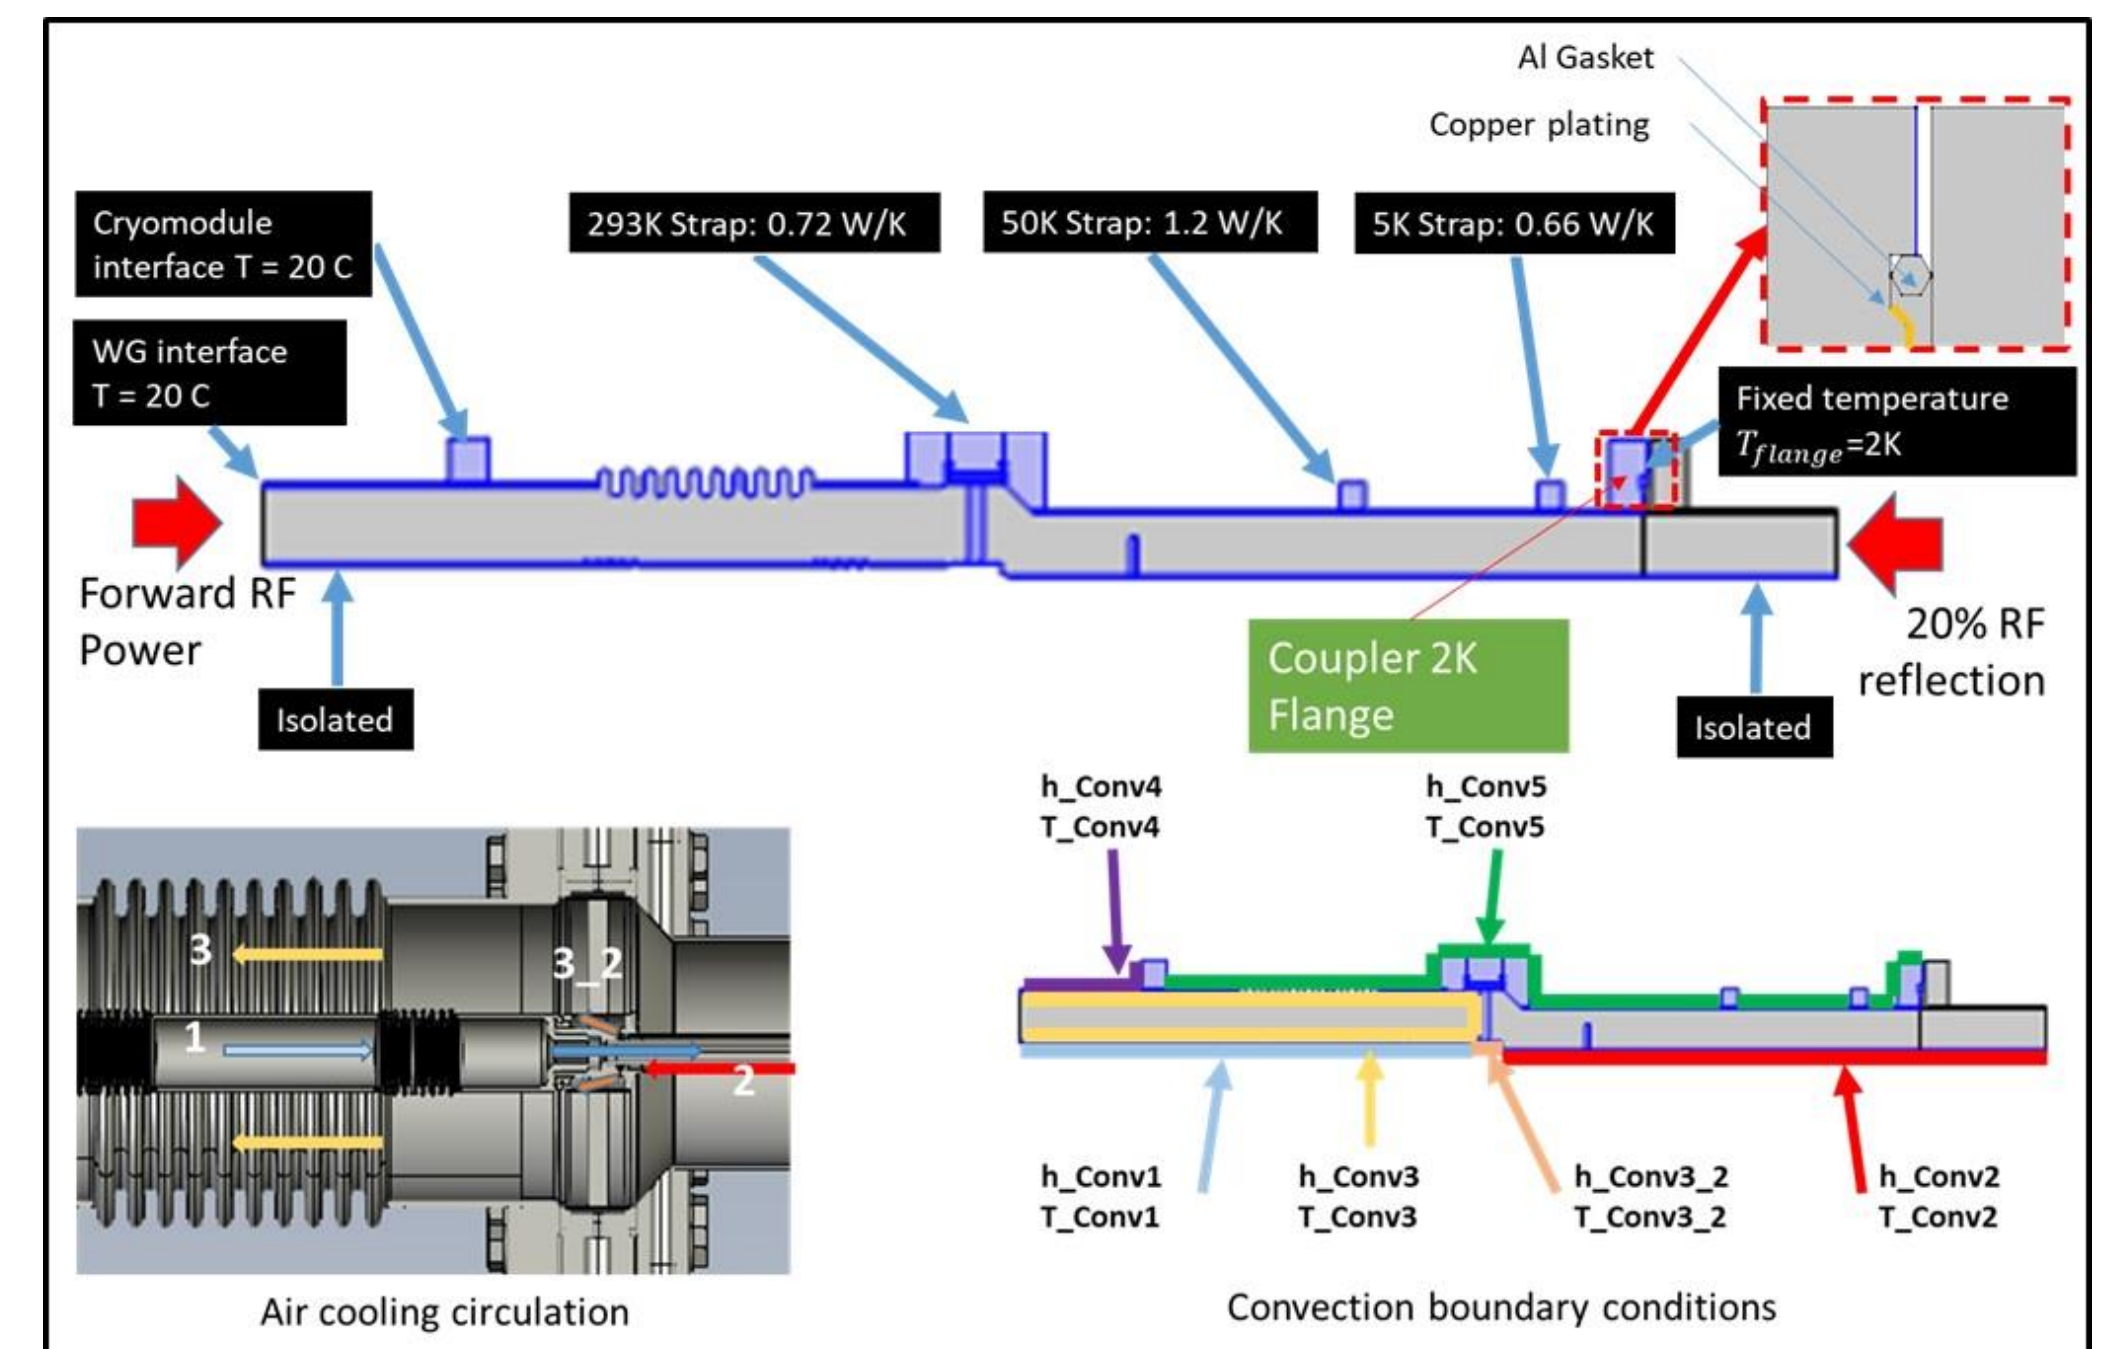 Al Gasket
Copper plating
Cryomodule
interface T = 20 C
293K Strap: 0.72 W/K
50K Strap: 1.2 W/K
5K Strap: 0.66 W/K
WG interface
T = 20 C
Fixed temperature
T_flange=2K
Forward RF
Power
20% RF
reflection
Coupler 2K
Flange
Isolated
Isolated
h_Conv4
T_Conv4
h_Conv5
T_Conv5
3
3_2
1
2
h_Conv1
T_Conv1
h_Conv3
T_Conv3
h_Conv3_2
T_Conv3_2
h_Conv2
T_Conv2
Air cooling circulation
Convection boundary conditions